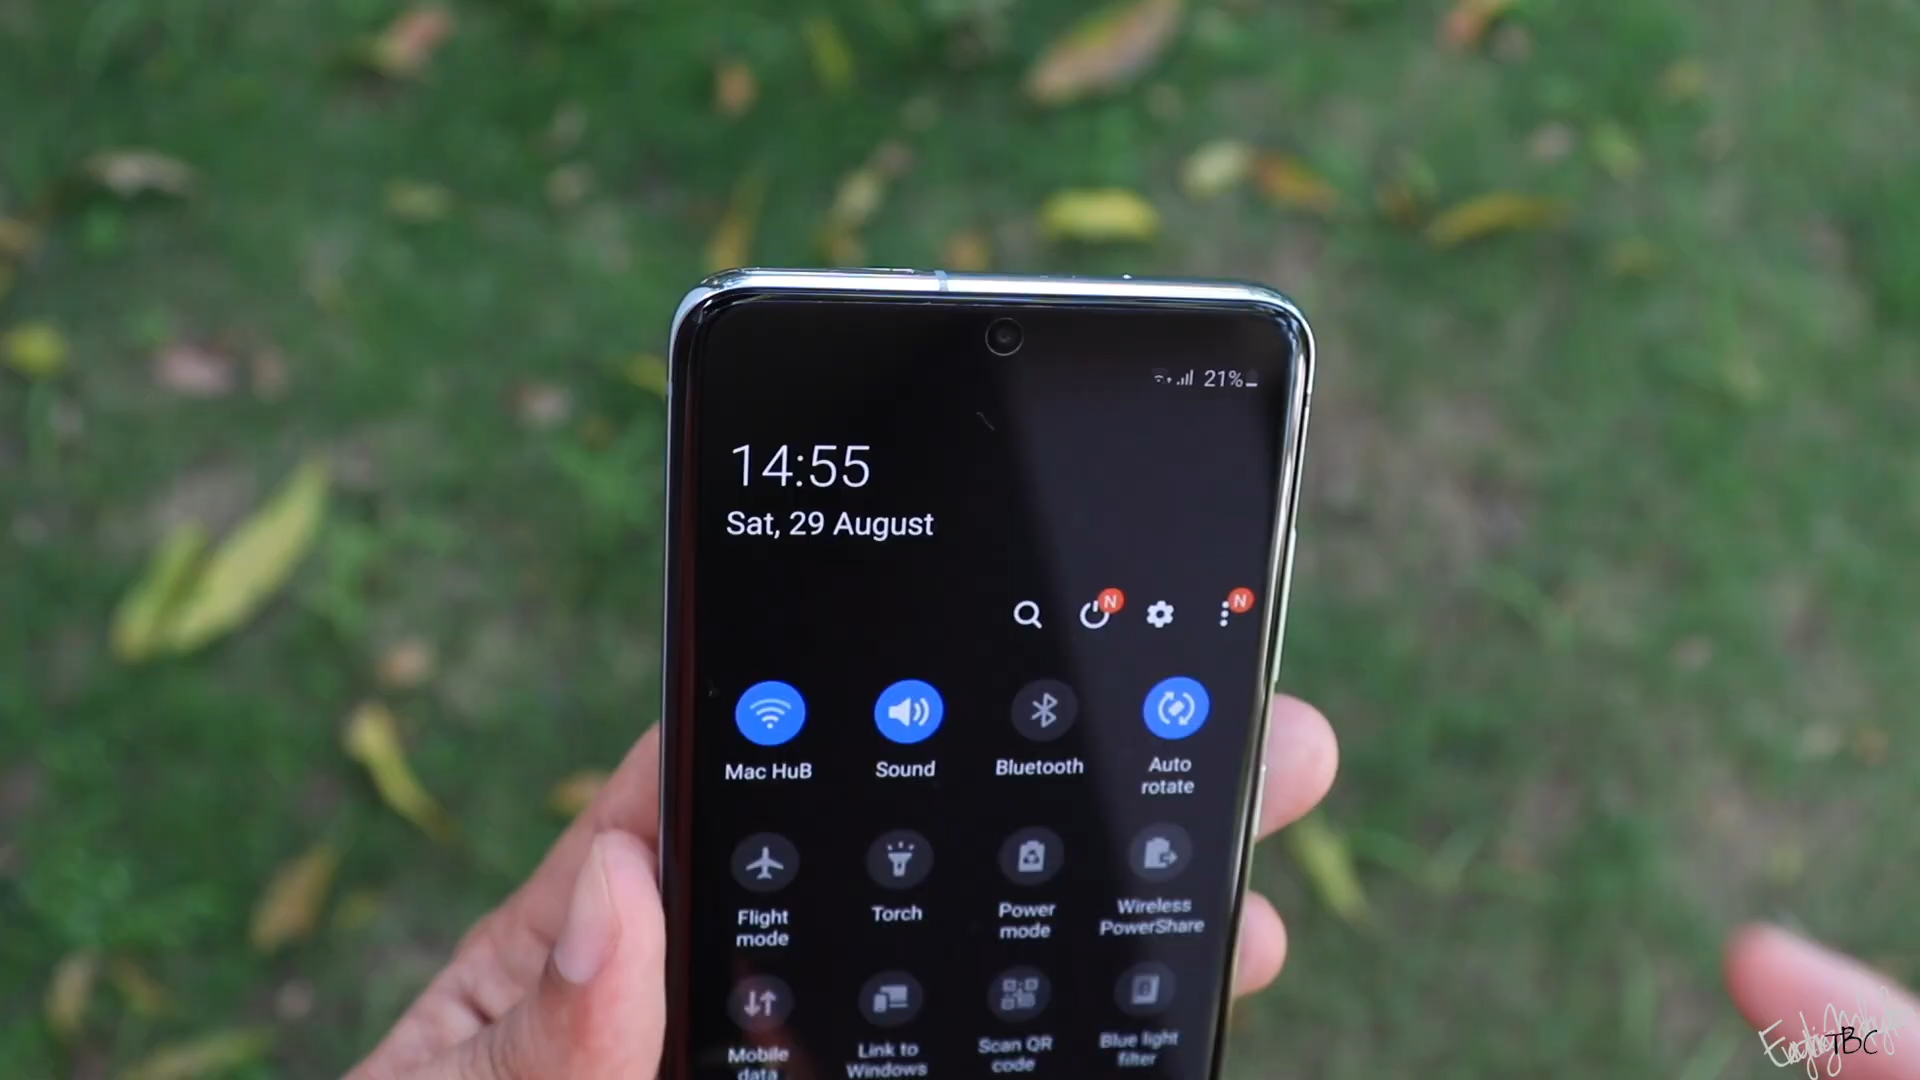 21%
14:55
Sat, 29 August
N N
Mac HuB Sound Bluetooth Auto rotate
Flight mode Torch Power mode Wireless PowerShare
Mobile data Link to Windows Scan QR code Blue light filter
TBC